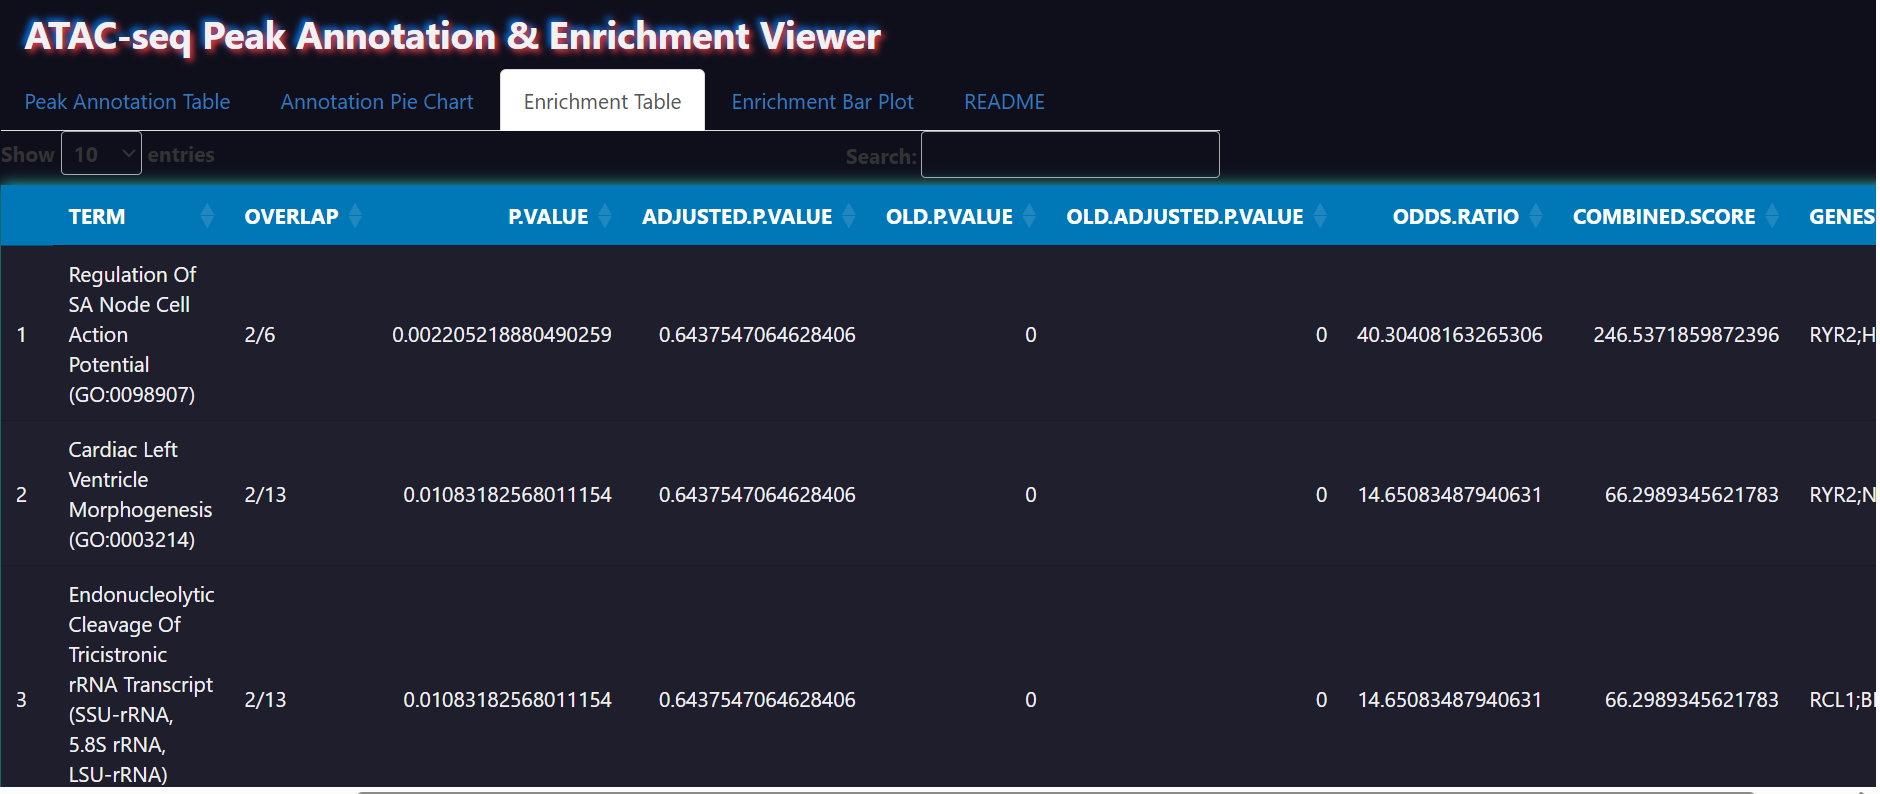 ATAC-seq Peak Annotation & Enrichment Viewer
Peak Annotation Table Annotation Pie Chart Enrichment Table Enrichment Bar Plot README
Show 10 entries Search:
TERM OVERLAP P.VALUE ADJUSTED.P.VALUE OLD.P.VALUE OLD.ADJUSTED.P.VALUE ODDS.RATIO COMBINED.SCORE GENES
Regulation Of
SA Node Cell
1 Action 2/6 0.002205218880490259 0.6437547064628406 0 0 40.30408163265306 246.5371859872396 RYR2;H
Potential
(GO:0098907)
Cardiac Left
Ventricle
2 Morphogenesis 2/13 0.01083182568011154 0.6437547064628406 0 0 14.65083487940631 66.2989345621783 RYR2;N
(GO:0003214)
Endonucleolytic
Cleavage Of
Tricistronic
3 rRNA Transcript 2/13 0.01083182568011154 0.6437547064628406 0 0 14.65083487940631 66.2989345621783 RCL1;B
(SSU-rRNA,
5.8S rRNA,
LSU-rRNA)